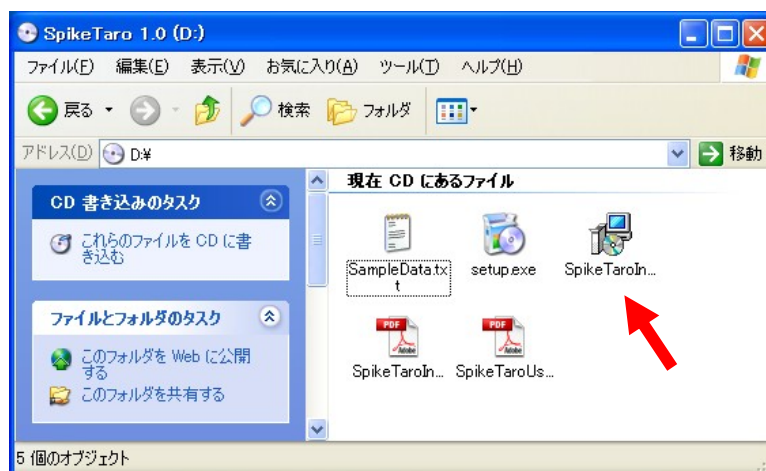 SpikeTaro 1.0 (D:)
ファイル(F) 編集(E) 表示(V) お気に入り(A) ツール(T) ヘルプ(H)
戻る 検索 フォルダ
アドレス(D) D:¥ 移動
CD 書き込みのタスク
これらのファイルを CD に書
き込む
ファイルとフォルダのタスク
このフォルダを Web に公開
する
このフォルダを共有する
現在 CD にあるファイル
SampleData.tx
t
setup.exe
SpikeTaroIn...
PDF
Adobe
SpikeTaroIn...
PDF
Adobe
SpikeTaroUs...
5 個のオブジェクト